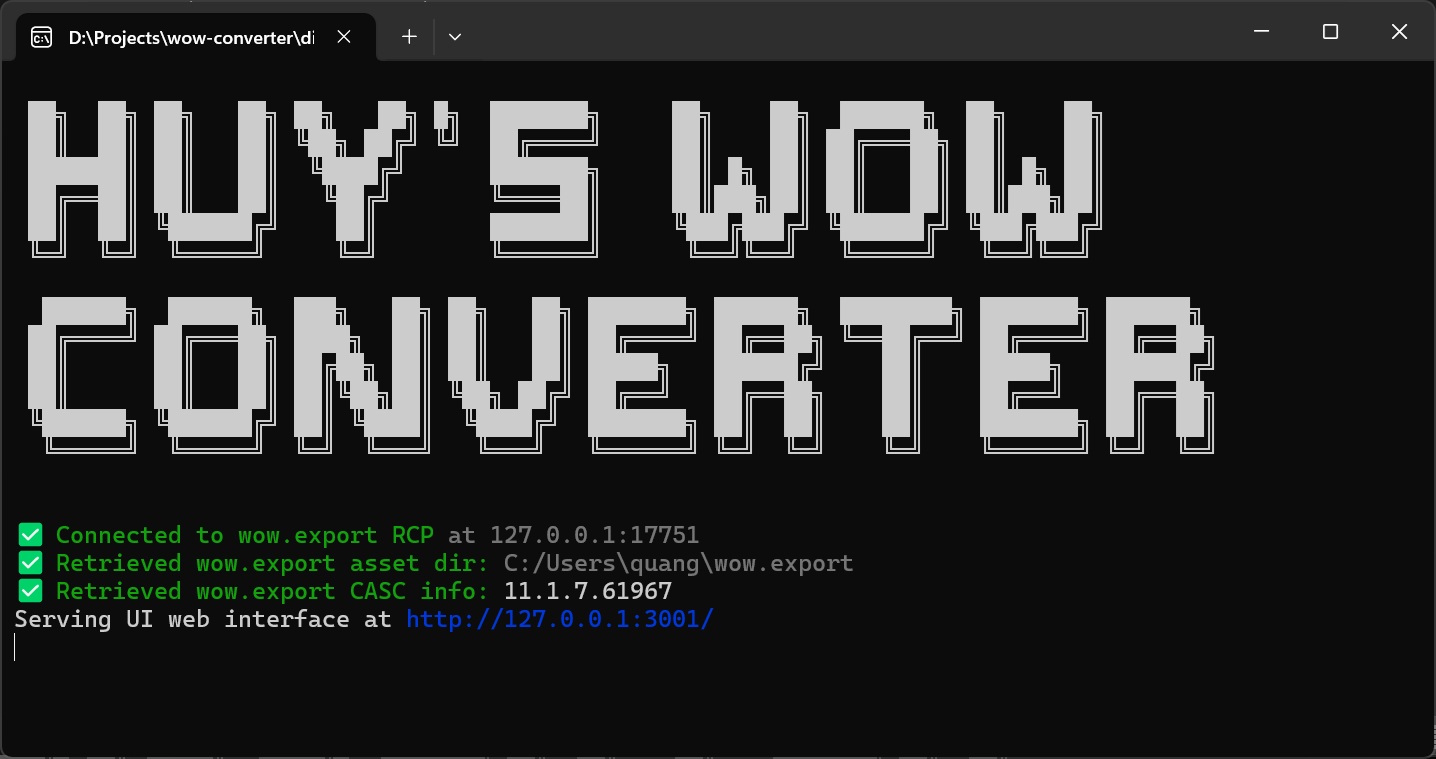 D:\Projects\wow-converter\di
HUY'S WOW
CONVERTER
✅ Connected to wow.export RCP at 127.0.0.1:17751
✅ Retrieved wow.export asset dir: C:/Users\quang\wow.export
✅ Retrieved wow.export CASC info: 11.1.7.61967
Serving UI web interface at http://127.0.0.1:3001/